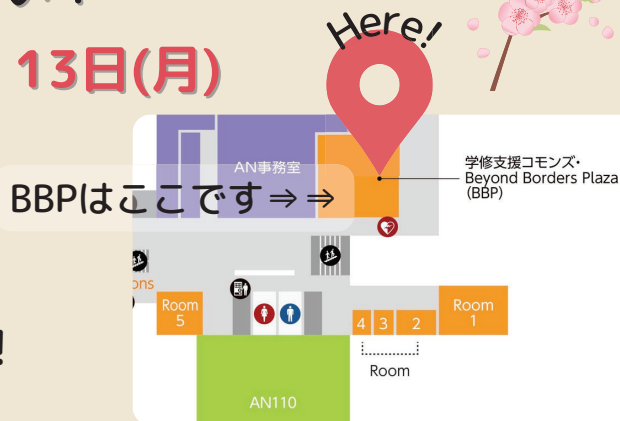 13日(月)
Here!
AN事務室
学修支援コモンズ・
Beyond Borders Plaza
(BBP)
BBPはここです⇒⇒
ons
Room
5
4 3 2
Room
1
Room
AN110
!